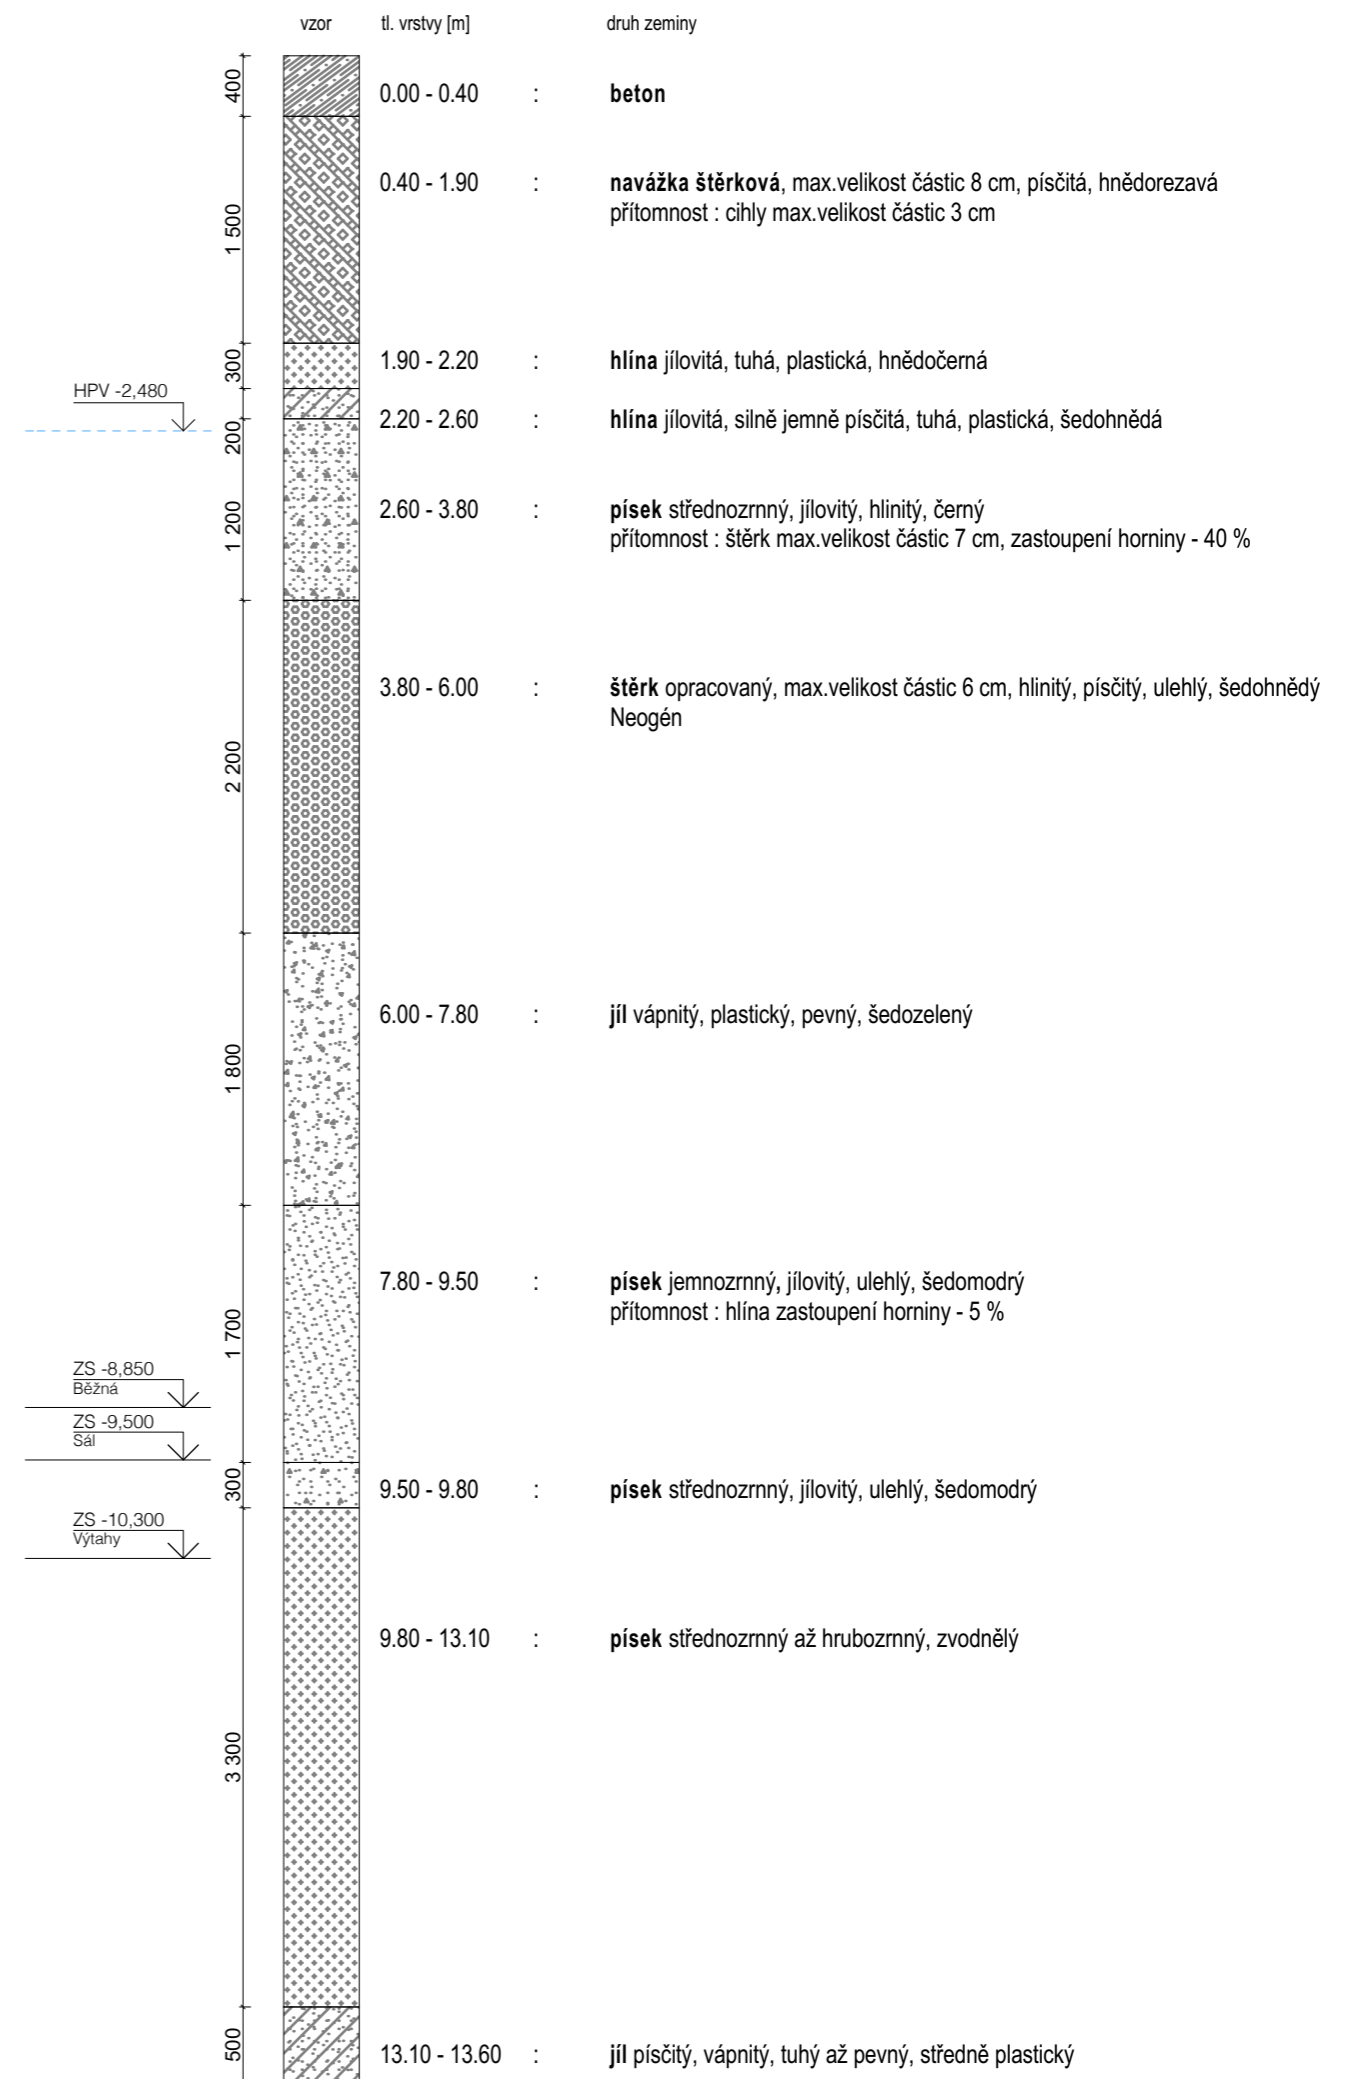 vzor tl. vrstvy [m] druh zeminy
400
0.00 - 0.40 : beton
1 500
0.40 - 1.90 : navážka štěrková, max.velikost částic 8 cm, písčitá, hnědorezavá
přítomnost : cihly max.velikost částic 3 cm
300
1.90 - 2.20 : hlína jílovitá, tuhá, plastická, hnědočerná
HPV -2,480
200
2.20 - 2.60 : hlína jílovitá, silně jemně písčitá, tuhá, plastická, šedohnědá
1 200
2.60 - 3.80 : písek střednozrnný, jílovitý, hlinitý, černý
přítomnost : štěrk max.velikost částic 7 cm, zastoupení horniny - 40 %
2 200
3.80 - 6.00 : štěrk opracovaný, max.velikost částic 6 cm, hlinitý, písčitý, ulehlý, šedohnědý
Neogén
1 800
6.00 - 7.80 : jíl vápnitý, plastický, pevný, šedozelený
1 700
7.80 - 9.50 : písek jemnozrnný, jílovitý, ulehlý, šedomodrý
přítomnost : hlína zastoupení horniny - 5 %
ZS -8,850
Běžná
ZS -9,500
Sál
300
9.50 - 9.80 : písek střednozrnný, jílovitý, ulehlý, šedomodrý
ZS -10,300
Výtahy
3 300
9.80 - 13.10 : písek střednozrnný až hrubozrnný, zvodnělý
500
13.10 - 13.60 : jíl písčitý, vápnitý, tuhý až pevný, středně plastický